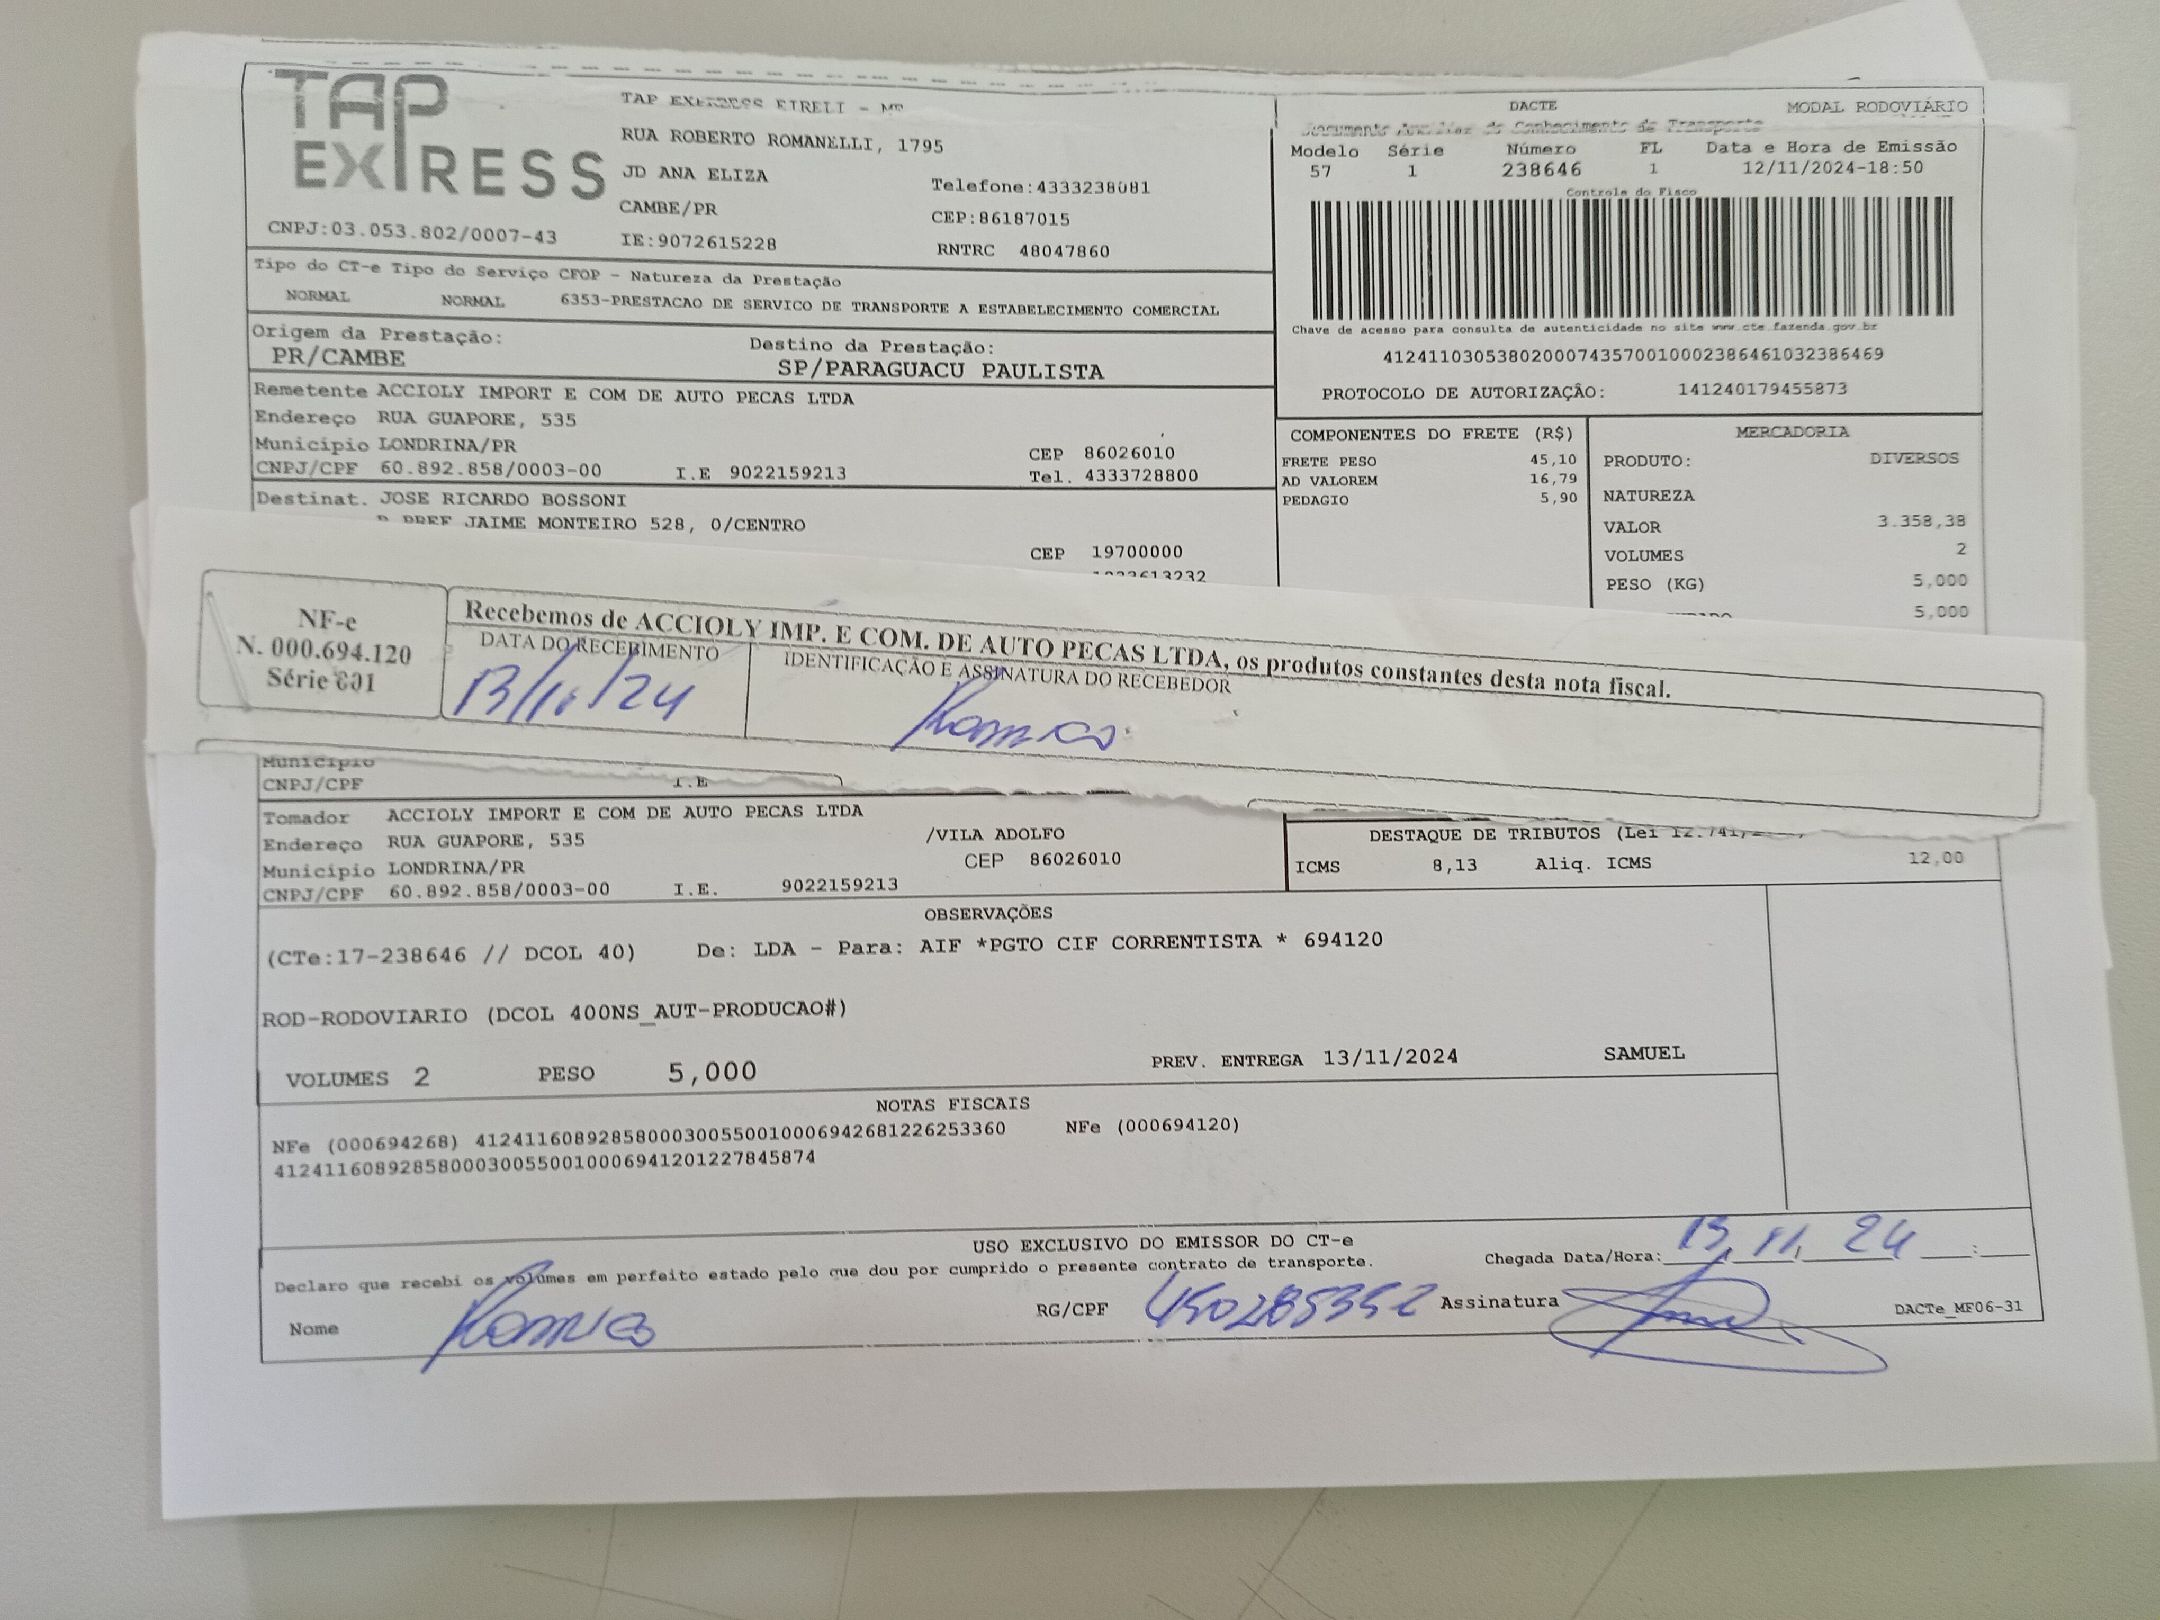 TAP EXPRESS
TAP EXPRESS EIRELI - ME
RUA ROBERTO ROMANELLI, 1795
JD ANA ELIZA
Telefone:4333238081
CAMBE/PR
CEP:86187015
CNPJ:03.053.802/0007-43
IE:9072615228
RNTRC 48047860
DACTE
MODAL RODOVIÁRIO
Documento Auxiliar do Conhecimento de Transporte
Modelo Série Número FL Data e Hora de Emissão
57 1 238646 1 12/11/2024-18:50
Controle do Fisco
Chave de acesso para consulta de autenticidade no site www.cte.fazenda.gov.br
41241103053802000743570010002386461032386469
PROTOCOLO DE AUTORIZAÇÃO: 141240179455873
Tipo do CT-e Tipo do Serviço CFOP - Natureza da Prestação
NORMAL NORMAL 6353-PRESTACAO DE SERVICO DE TRANSPORTE A ESTABELECIMENTO COMERCIAL
Origem da Prestação: Destino da Prestação:
PR/CAMBE SP/PARAGUACU PAULISTA
Remetente ACCIOLY IMPORT E COM DE AUTO PECAS LTDA
Endereço RUA GUAPORE, 535
Município LONDRINA/PR CEP 86026010
CNPJ/CPF 60.892.858/0003-00 I.E 9022159213 Tel. 4333728800
Destinat. JOSE RICARDO BOSSONI
R PREF JAIME MONTEIRO 528, 0/CENTRO
CEP 19700000
COMPONENTES DO FRETE (R$)
FRETE PESO 45,10
AD VALOREM 16,79
PEDAGIO 5,90
MERCADORIA
PRODUTO: DIVERSOS
NATUREZA
VALOR 3.358,38
VOLUMES 2
PESO (KG) 5,000
5,000
NF-e
N. 000.694.120
Série 001
Recebemos de ACCIOLY IMP. E COM. DE AUTO PECAS LTDA, os produtos constantes desta nota fiscal.
DATA DO RECEBIMENTO
IDENTIFICAÇÃO E ASSINATURA DO RECEBEDOR
13/11/24
Município
CNPJ/CPF I.E
Tomador ACCIOLY IMPORT E COM DE AUTO PECAS LTDA
Endereço RUA GUAPORE, 535 /VILA ADOLFO
Município LONDRINA/PR CEP 86026010
CNPJ/CPF 60.892.858/0003-00 I.E. 9022159213
DESTAQUE DE TRIBUTOS (Lei 12.741/
ICMS 8,13 Aliq. ICMS 12,00
OBSERVAÇÕES
(CTe:17-238646 // DCOL 40) De: LDA - Para: AIF *PGTO CIF CORRENTISTA * 694120
ROD-RODOVIARIO (DCOL 400NS_AUT-PRODUCAO#)
VOLUMES 2 PESO 5,000 PREV. ENTREGA 13/11/2024 SAMUEL
NOTAS FISCAIS
NFe (000694268) 41241160892858000300550010006942681226253360 NFe (000694120)
41241160892858000300550010006941201227845874
USO EXCLUSIVO DO EMISSOR DO CT-e
Declaro que recebi os volumes em perfeito estado pelo que dou por cumprido o presente contrato de transporte.
Chegada Data/Hora: 13 11 24 :
Nome
RG/CPF 450285352
Assinatura
DACTe_MF06-31